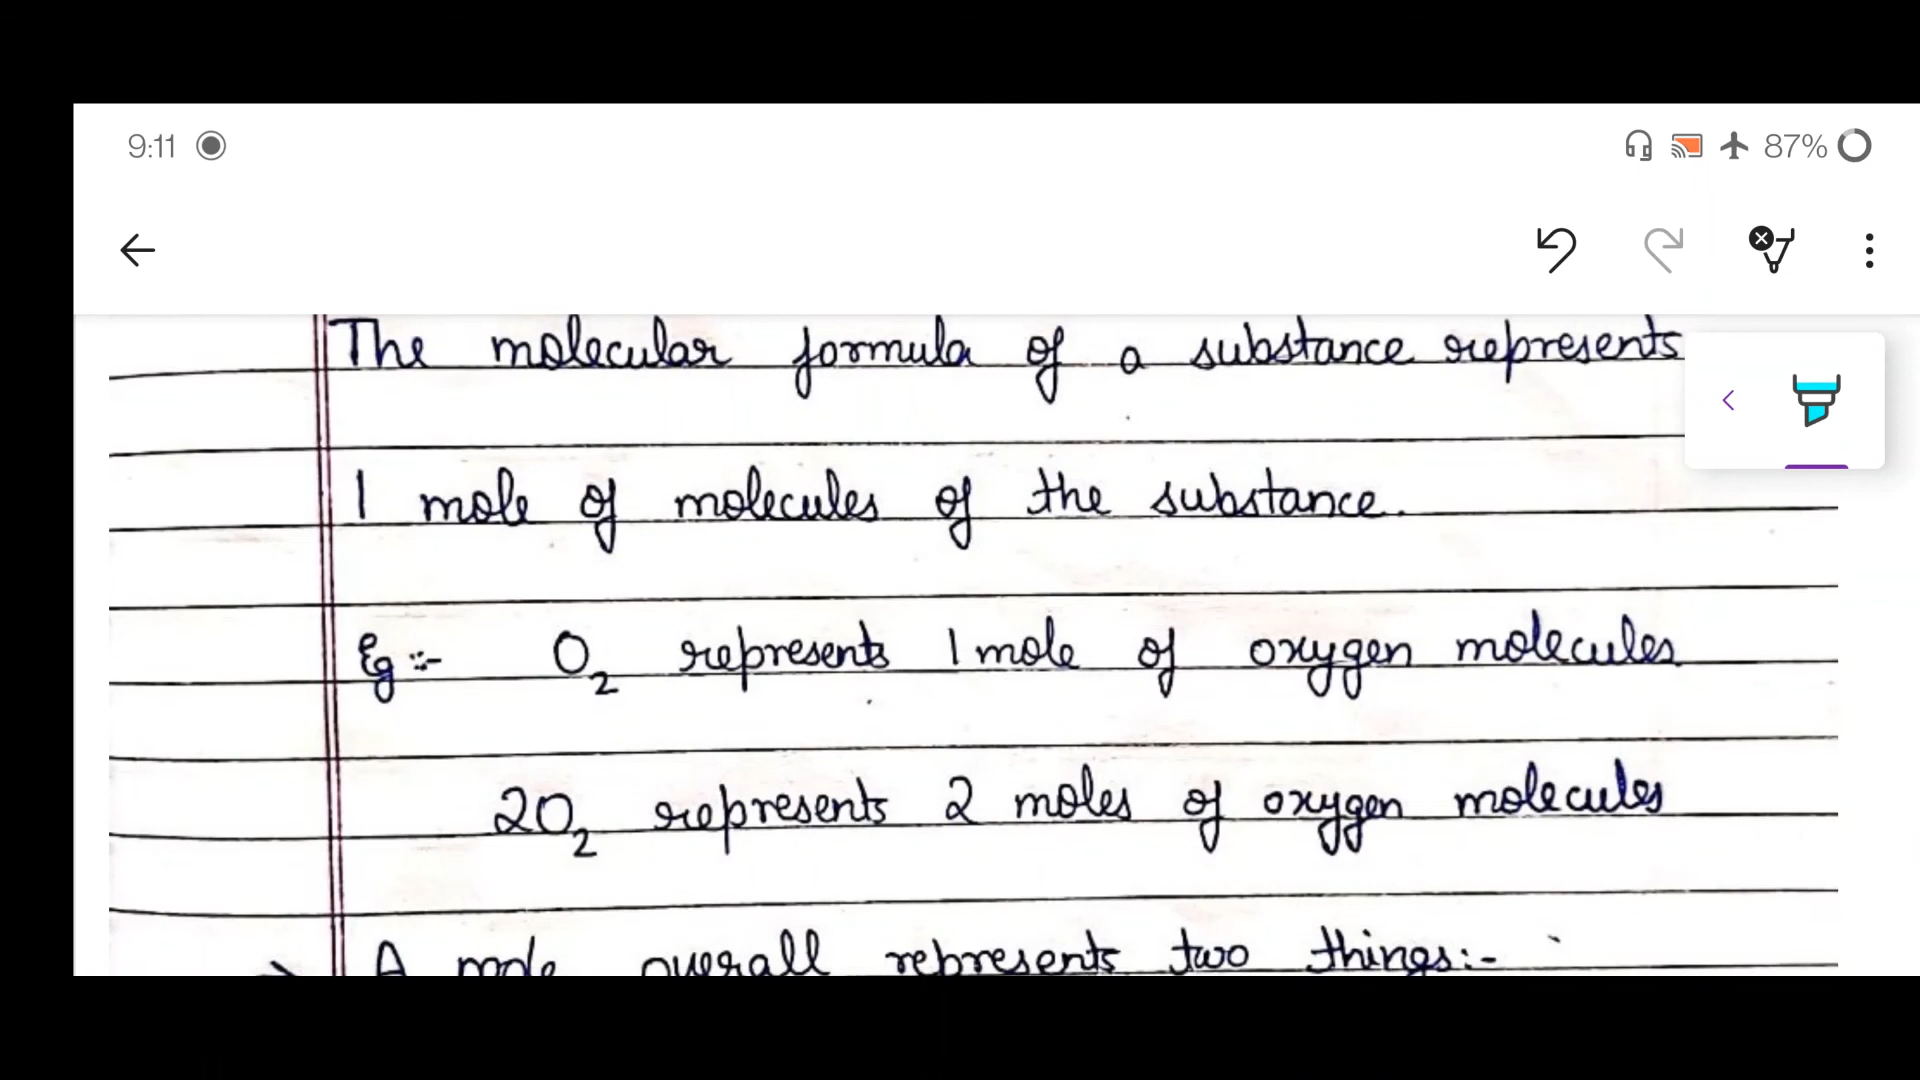 9:11 87%
The molecular formula of a substance represents
1 mole of molecules of the substance.
Eg:- O₂ represents 1 mole of oxygen molecules
2O₂ represents 2 moles of oxygen molecules
A mole overall represents two things:-